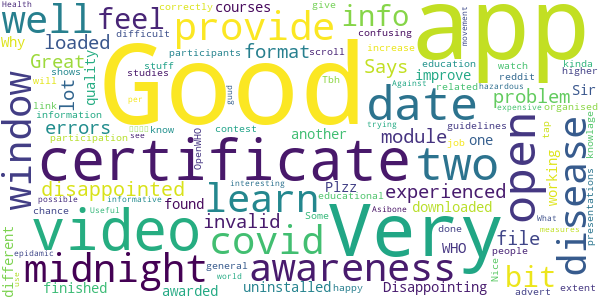 Health
correctly
courses
difficult
give
movement
well
feel
provide
info
app
Why
loaded
participants
format
confusing
increase
Great
lot
quality
studies
scroll
education
watch
kinda
will
shows
stuff
Tbh
Says
improve
reddit
higher
link
per
guud
Against
related
hazardous
information
know
Good
date
problem
Sir
window
errors
participation
see
contest
another
OpenWHO
module
one
trying
guidelines
expensive
organised
tap
knowlage
certificate
two
open
disease
working
job
disappointed
interesting
learn
Plzz
educational
experienced
presentations
chance
possible
found
Some
downloaded
different
Useful
informative
video
covid
invalid
Very
WHO
file
done
What
epidemic
midnight
awareness
general
people
Nice
bit
measures
Asibone
use
finished
awarded
uninstalled
world
happy
Disappointing
advert
extent